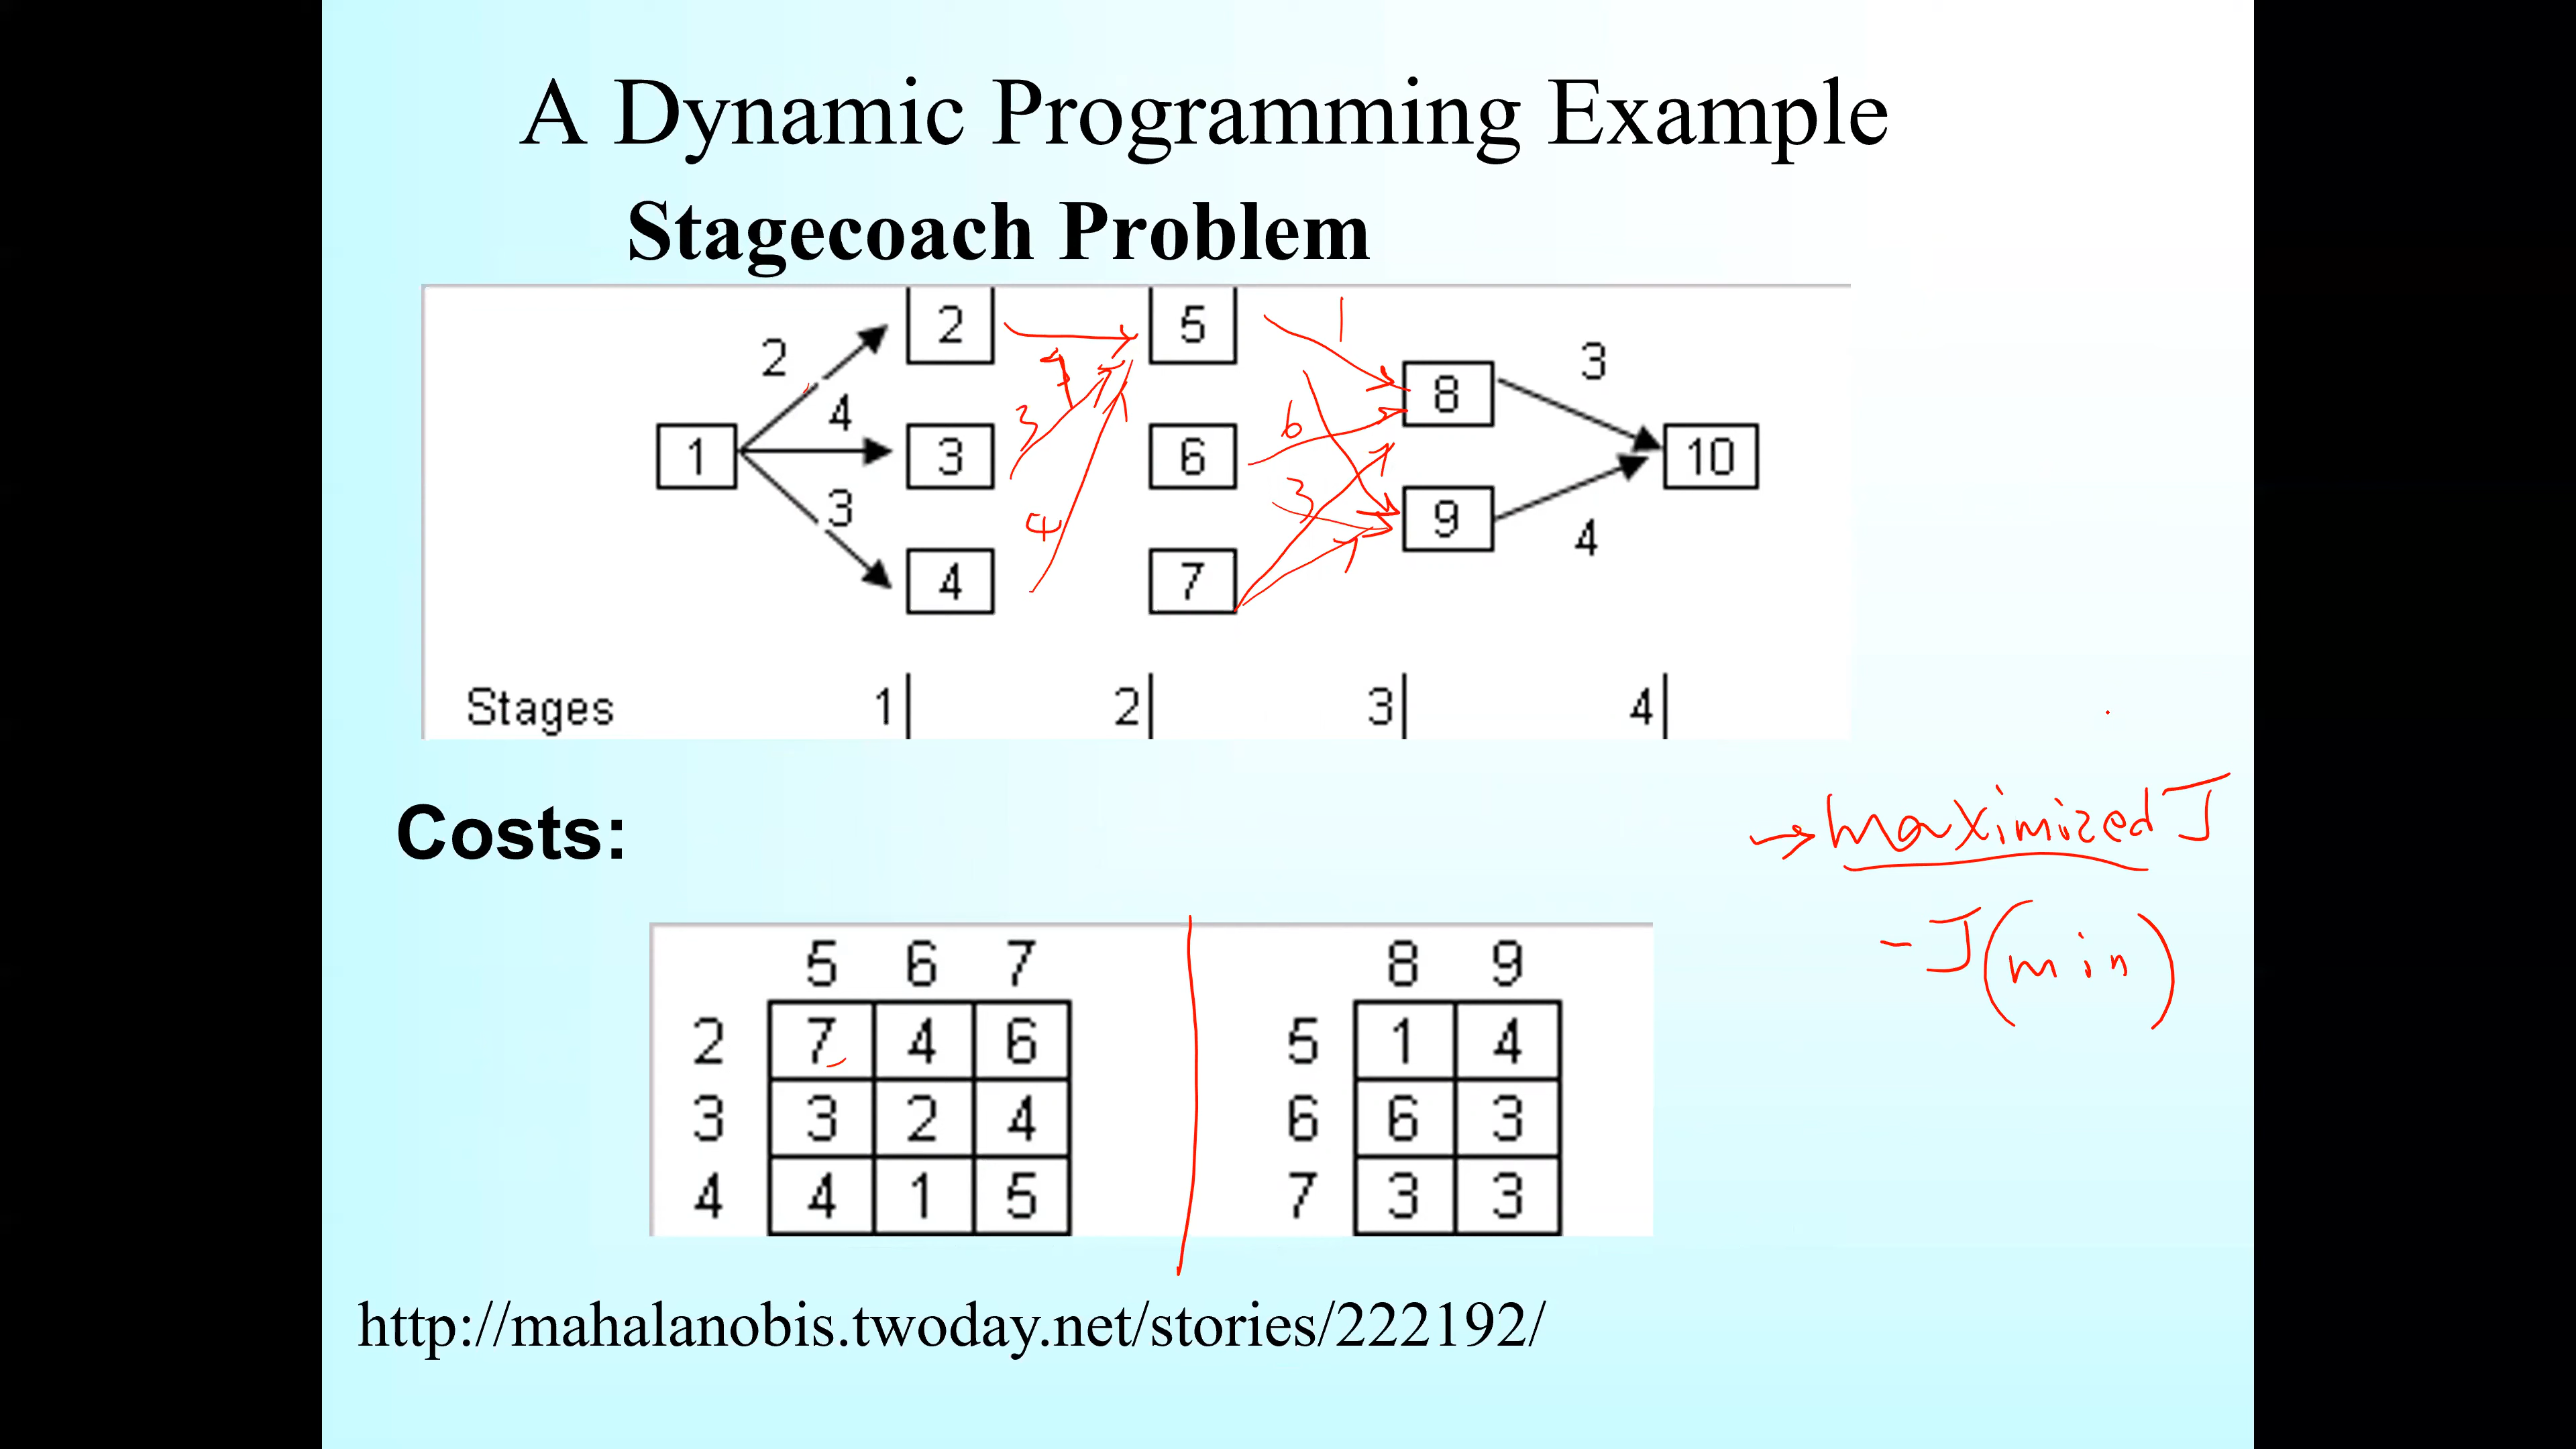 A Dynamic Programming Example
Stagecoach Problem
2 5 1
2 7 8 3
4 3 6
1 3 6 10
3 4 3 9 4
4 7
Stages 1 2 3 4
Costs:
→ maximized J
- J (min)
5 6 7 8 9
2 7 4 6 5 1 4
3 3 2 4 6 6 3
4 4 1 5 7 3 3
http://mahalanobis.twoday.net/stories/222192/